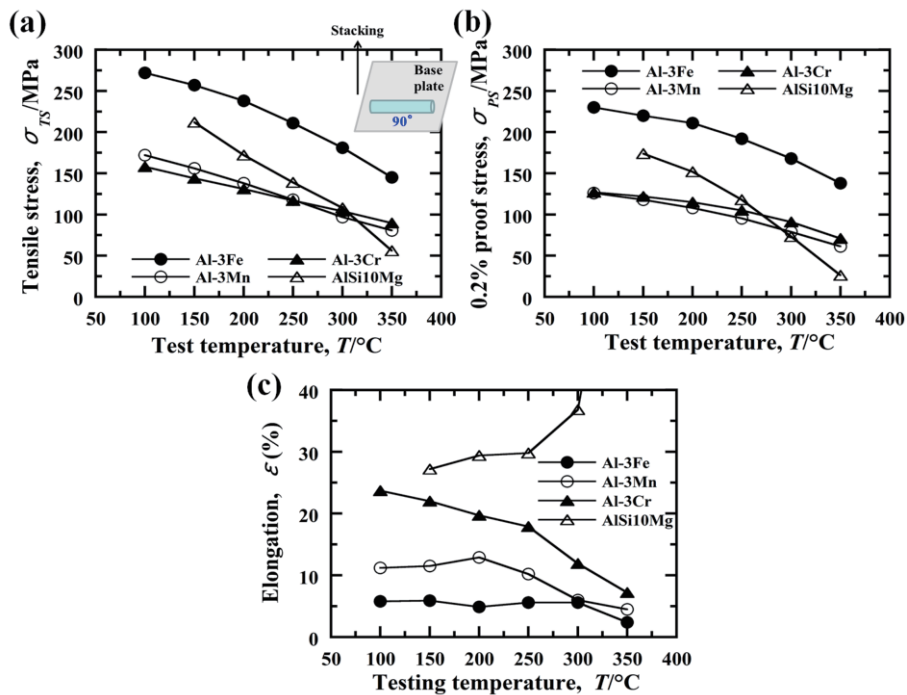 (a)
Stacking
Base
plate
90°
300
250
200
150
100
50
0
Tensile stress, σTS/MPa
Al-3Fe
Al-3Cr
Al-3Mn
AlSi10Mg
50 100 150 200 250 300 350 400
Test temperature, T/°C
(b)
300
250
200
150
100
50
0
0.2% proof stress, σPS/MPa
Al-3Fe
Al-3Cr
Al-3Mn
AlSi10Mg
50 100 150 200 250 300 350 400
Test temperature, T/°C
(c)
40
30
20
10
0
Elongation, ε (%)
Al-3Fe
Al-3Mn
Al-3Cr
AlSi10Mg
50 100 150 200 250 300 350 400
Testing temperature, T/°C